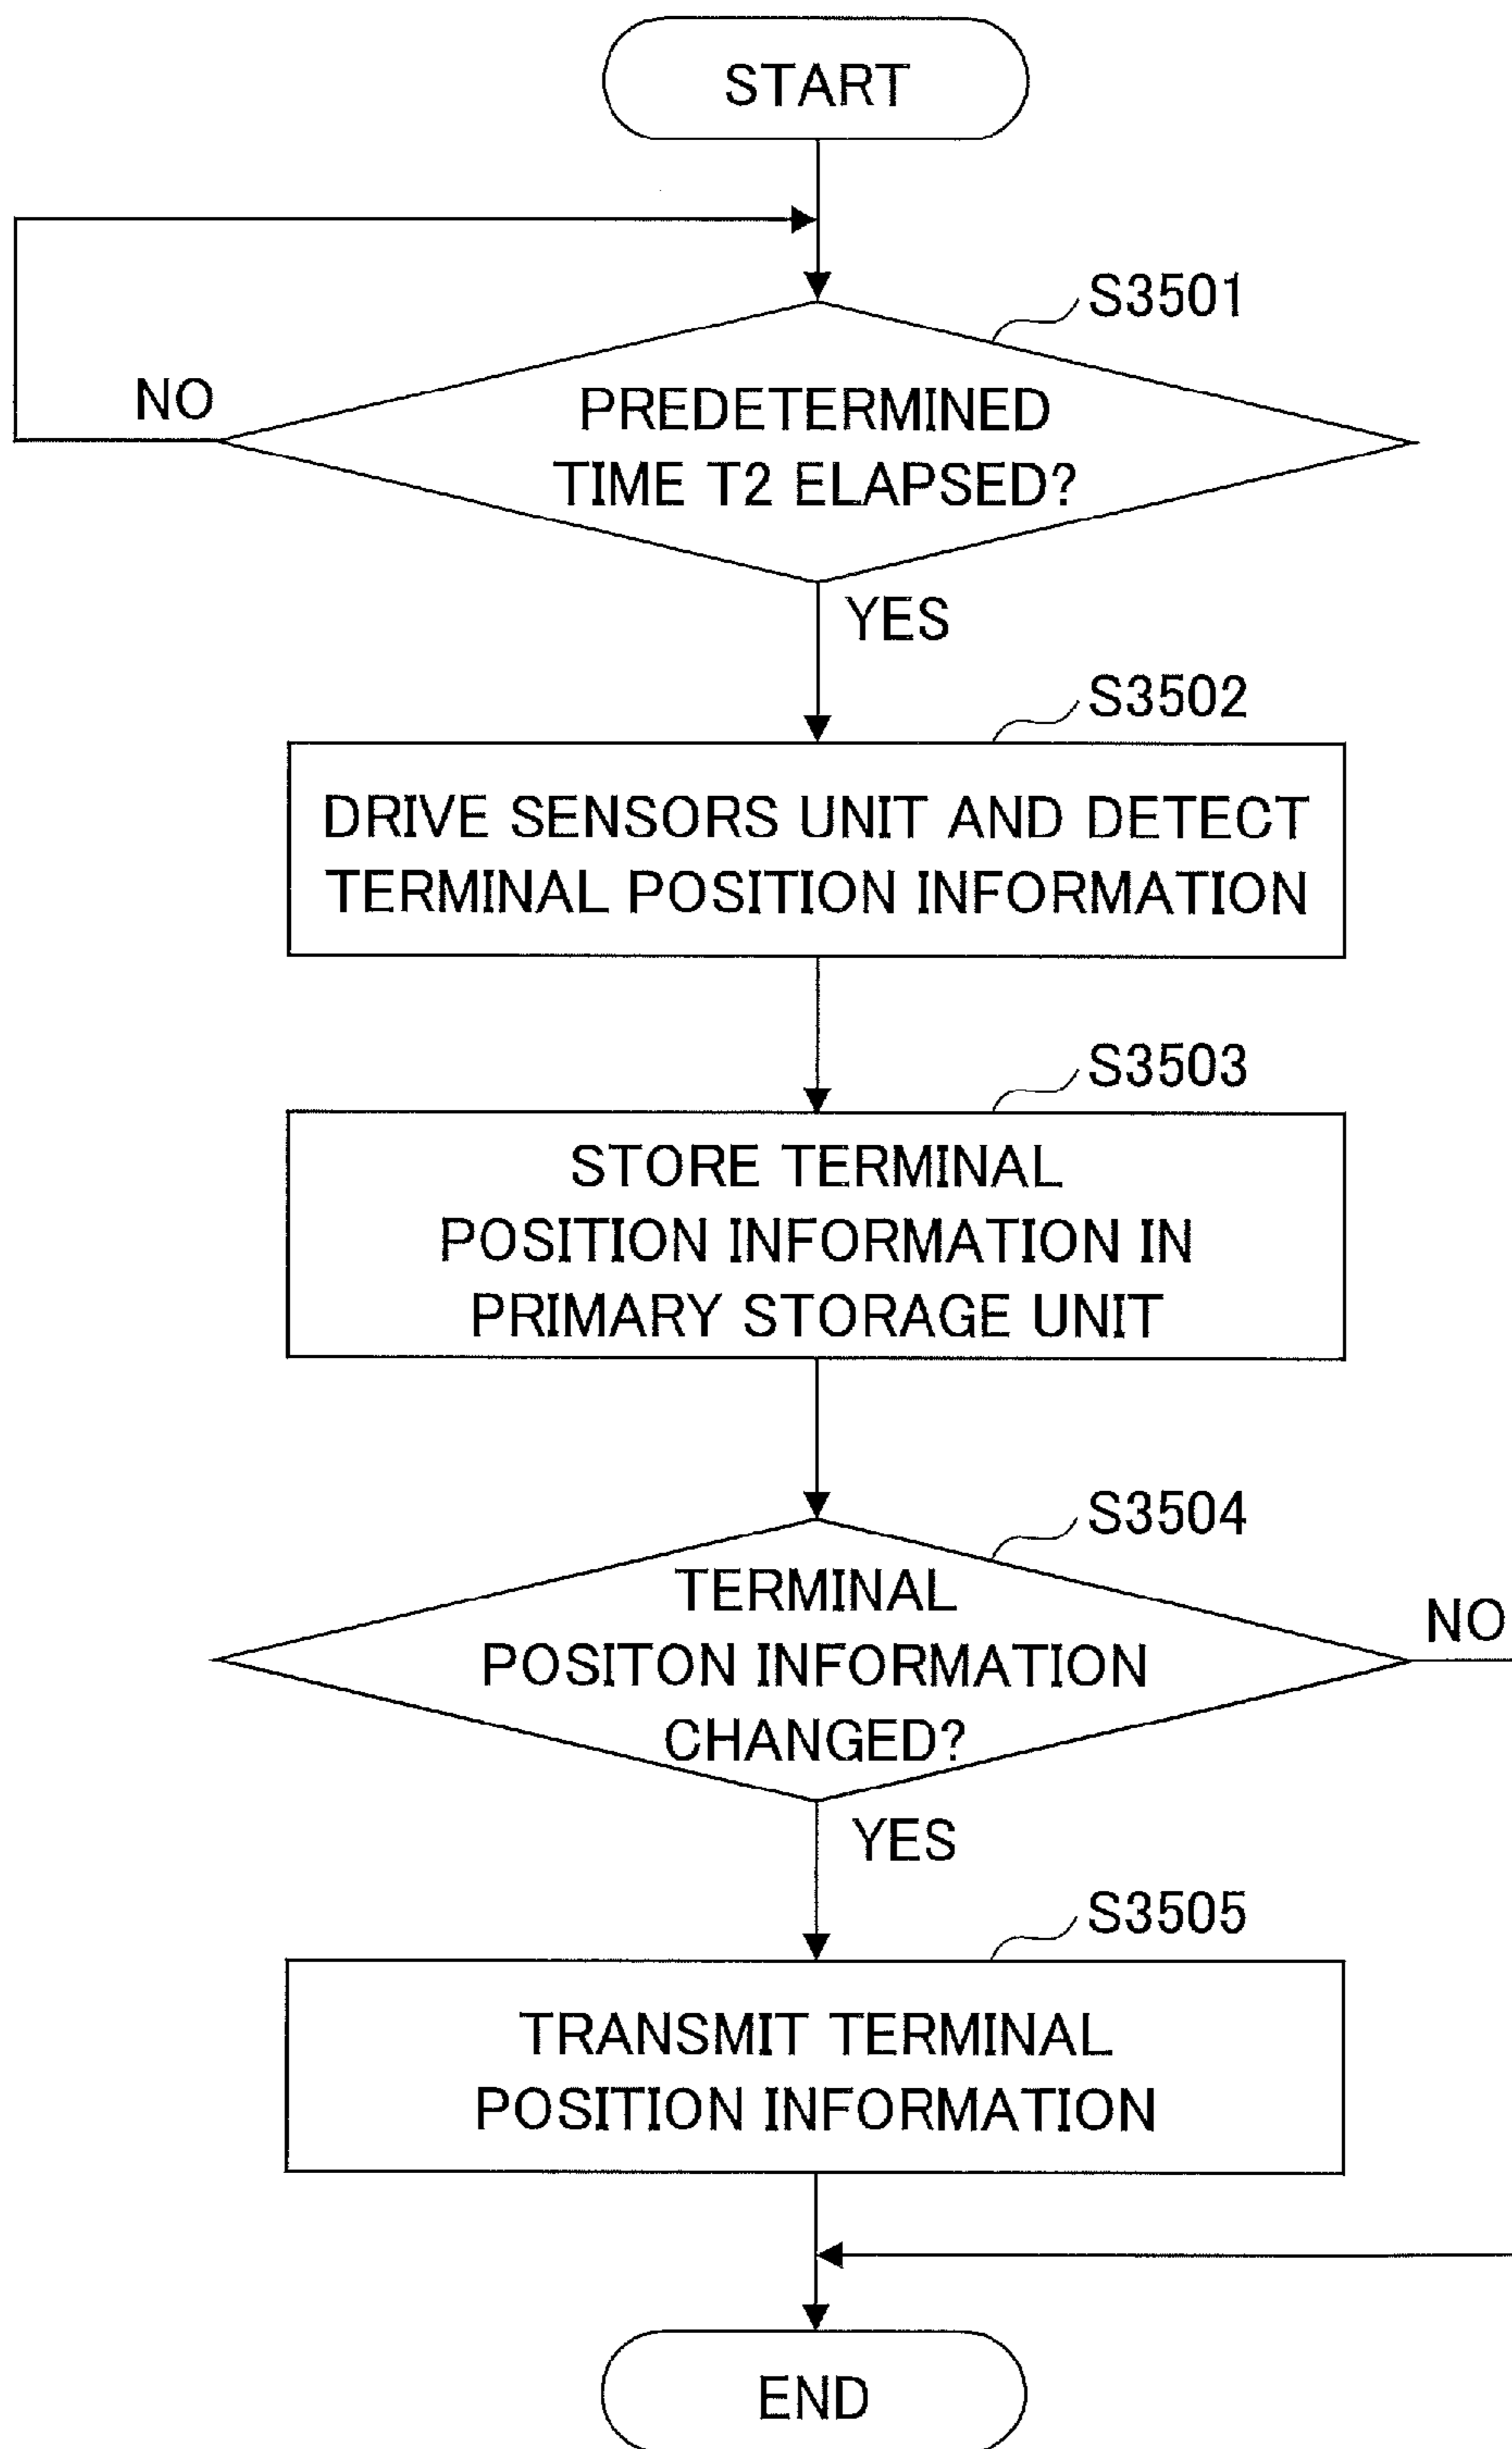 START
S3501
NO
PREDETERMINED
TIME T2 ELAPSED?
YES
S3502
DRIVE SENSORS UNIT AND DETECT
TERMINAL POSITION INFORMATION
S3503
STORE TERMINAL
POSITION INFORMATION IN
PRIMARY STORAGE UNIT
S3504
TERMINAL
POSITON INFORMATION
CHANGED?
NO
YES
S3505
TRANSMIT TERMINAL
POSITION INFORMATION
END